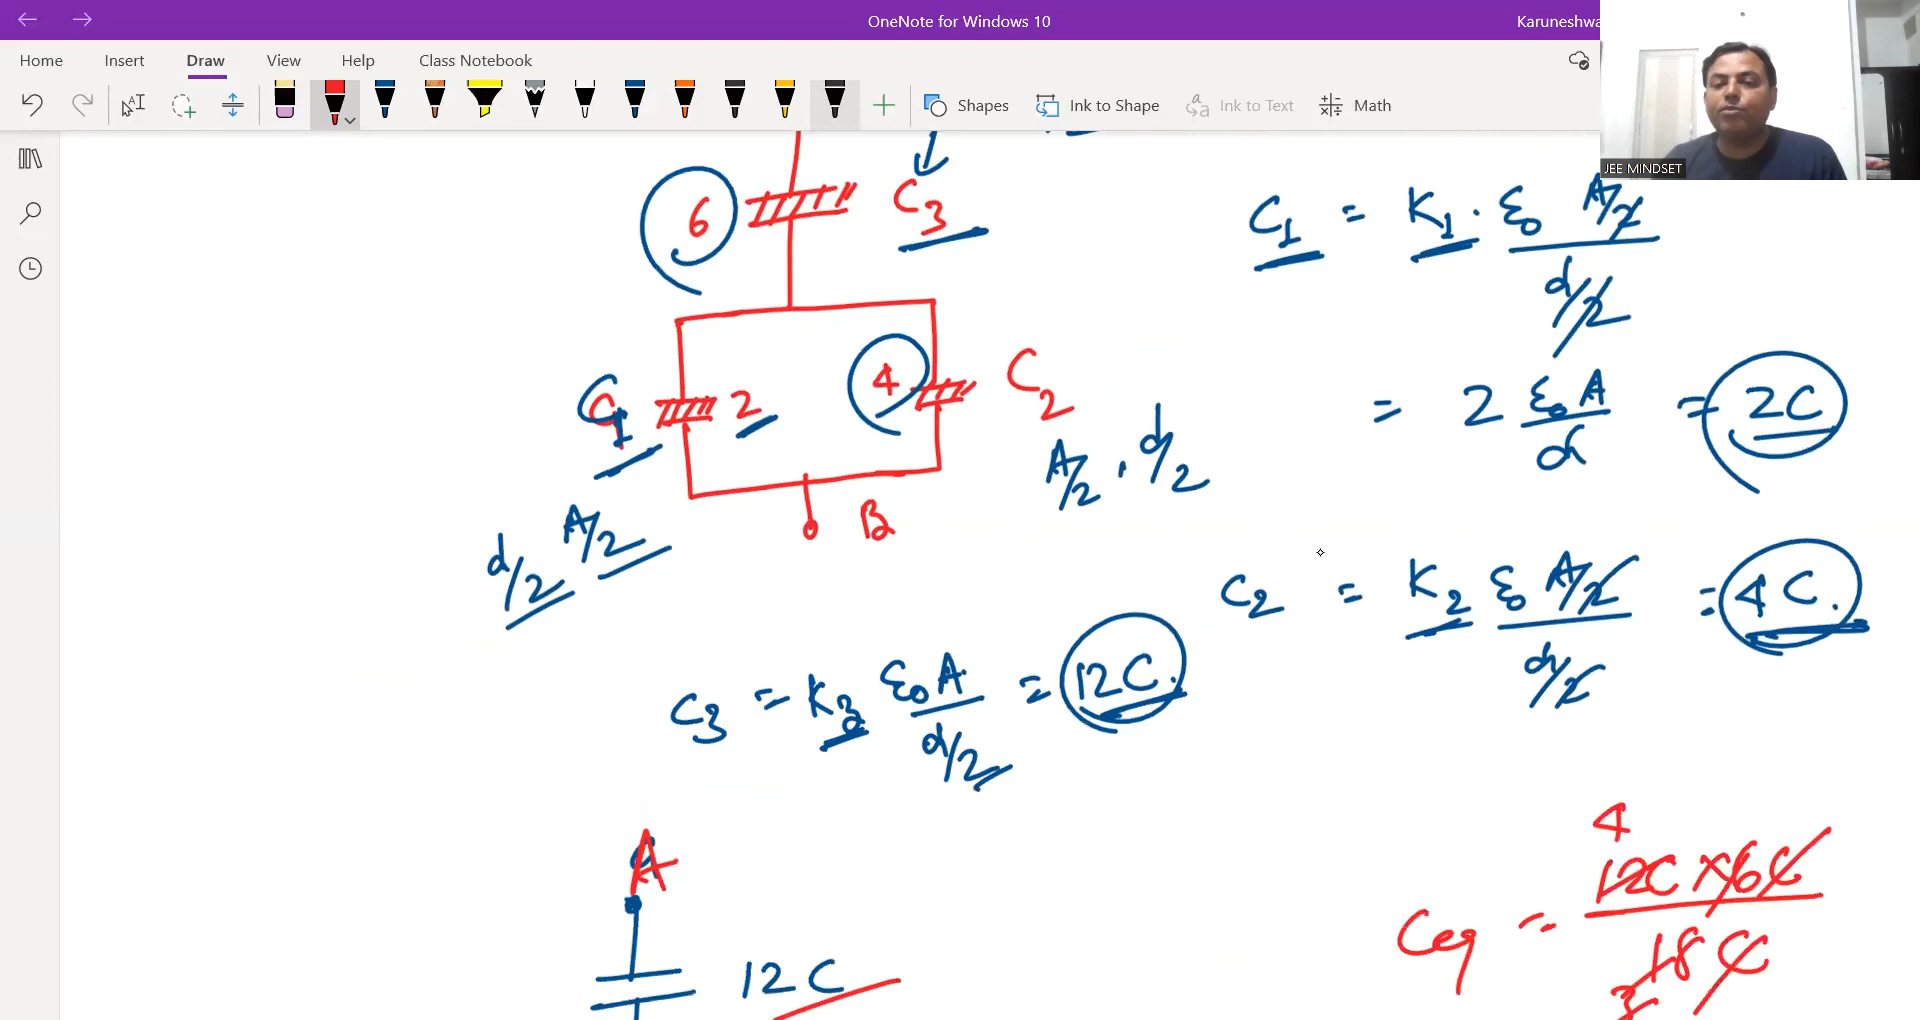 OneNote for Windows 10
Karuneshwa
Home Insert Draw View Help Class Notebook
Shapes Ink to Shape Ink to Text Math
JEE MINDSET
6 C3
C1 = K1 . ε0 A/2
d/2
C1 2 4 C2
= 2 ε0 A = 2C
d
A/2 , d/2
B
d/2 A/2
C2 = K2 ε0 A/2 = 4C.
d/2
C3 = K3 ε0 A = 12C.
d/2
A
4
12C × 6C
Ceq =
18C
3
12C